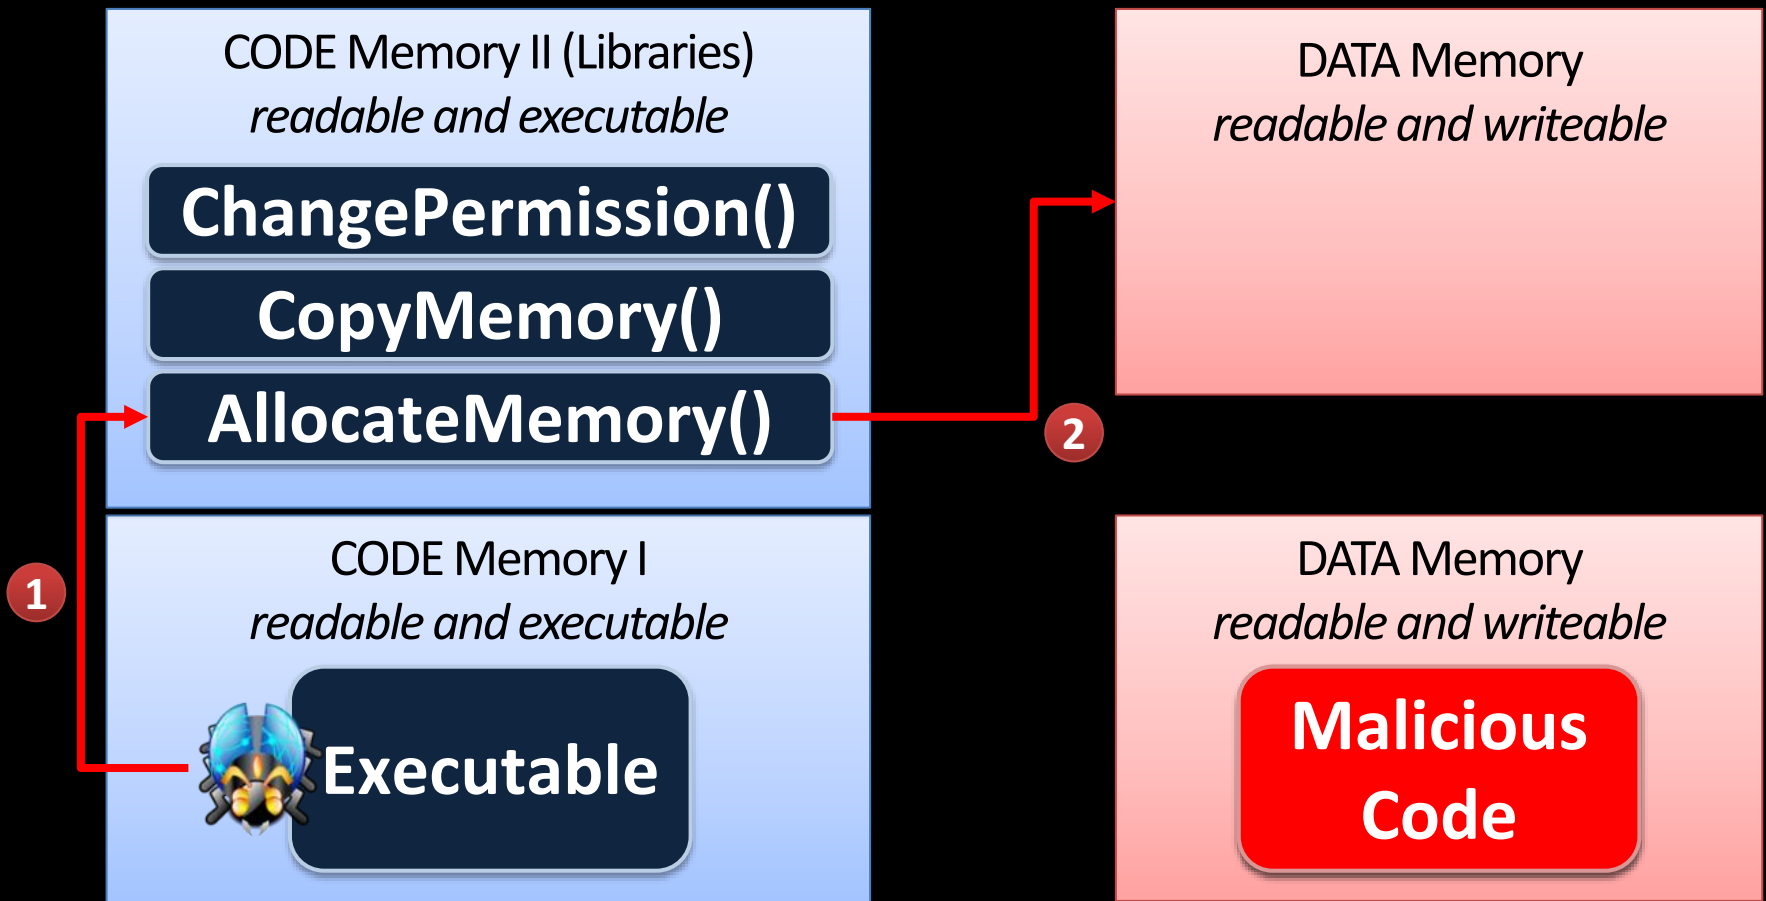 CODE Memory II (Libraries)
readable and executable
ChangePermission()
CopyMemory()
AllocateMemory()
DATA Memory
readable and writeable
2
1
CODE Memory I
readable and executable
Executable
DATA Memory
readable and writeable
Malicious
Code